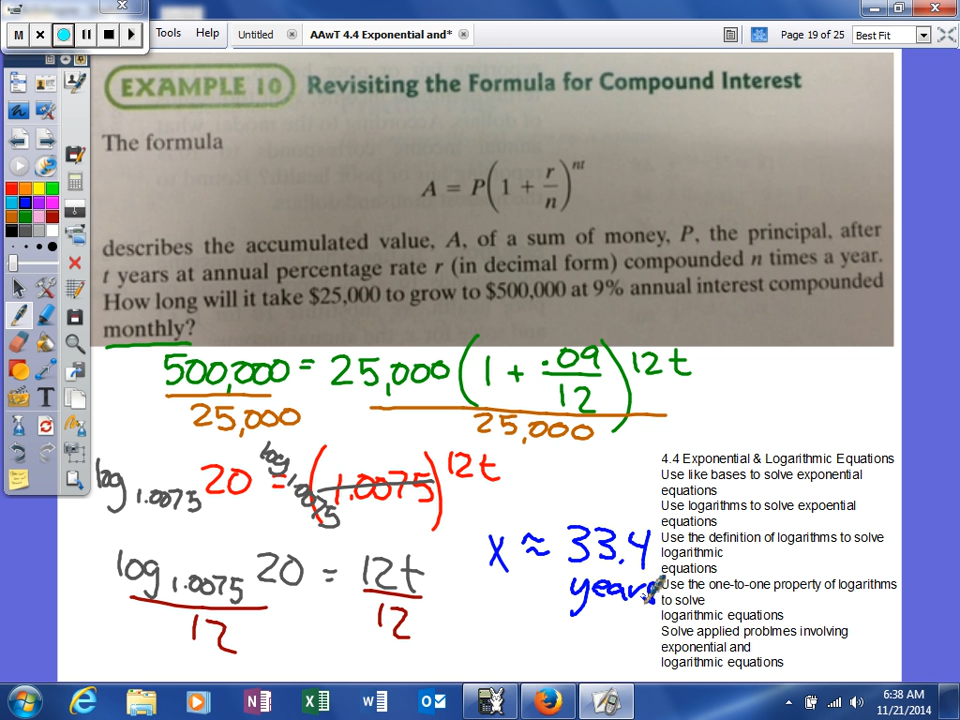 M
Tools Help Untitled AAwT 4.4 Exponential and* Page 19 of 25 Best Fit
EXAMPLE 10 Revisiting the Formula for Compound Interest
The formula
A = P(1 + r/n)^nt
describes the accumulated value, A, of a sum of money, P, the principal, after
t years at annual percentage rate r (in decimal form) compounded n times a year.
How long will it take $25,000 to grow to $500,000 at 9% annual interest compounded
monthly?
500,000 = 25,000 (1 + .09/12)^12t
25,000 25,000
log 1.0075 20 = log 1.0075 (1.0075)^12t
log 1.0075 20 = 12t
12 12
x ≈ 33.4
years
4.4 Exponential & Logarithmic Equations
Use like bases to solve exponential
equations
Use logarithms to solve expoential
equations
Use the definition of logarithms to solve
logarithmic
equations
Use the one-to-one property of logarithms
to solve
logarithmic equations
Solve applied problmes involving
exponential and
logarithmic equations
6:38 AM
11/21/2014